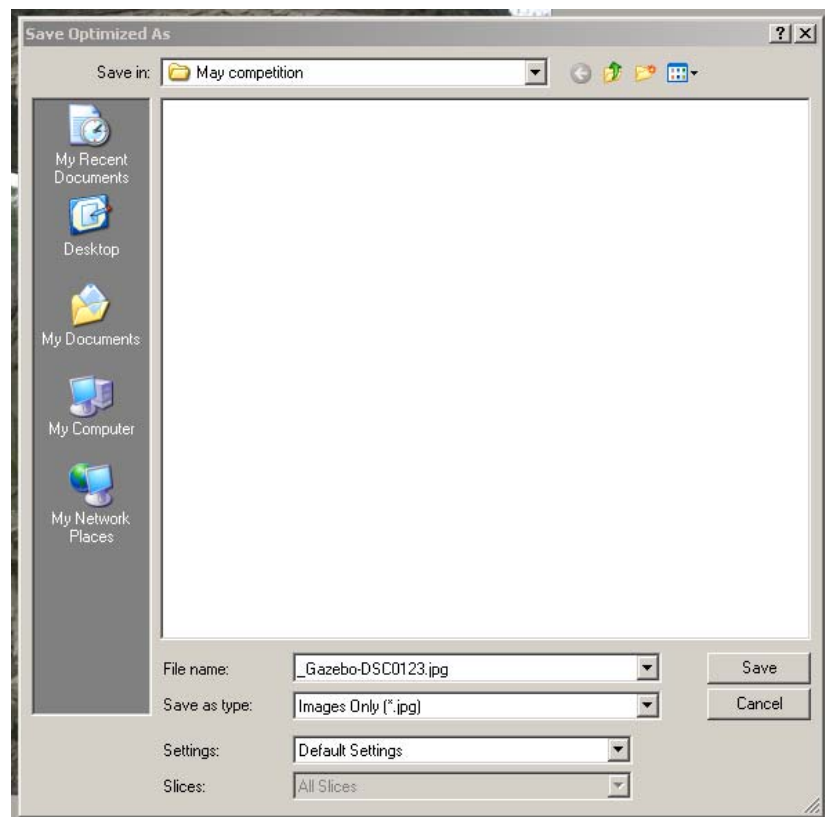 Save Optimized As
Save in:
May competition
My Recent
Documents
Desktop
My Documents
My Computer
My Network
Places
File name:
_Gazebo-DSC0123.jpg
Save
Save as type:
Images Only (*.jpg)
Cancel
Settings:
Default Settings
Slices:
All Slices